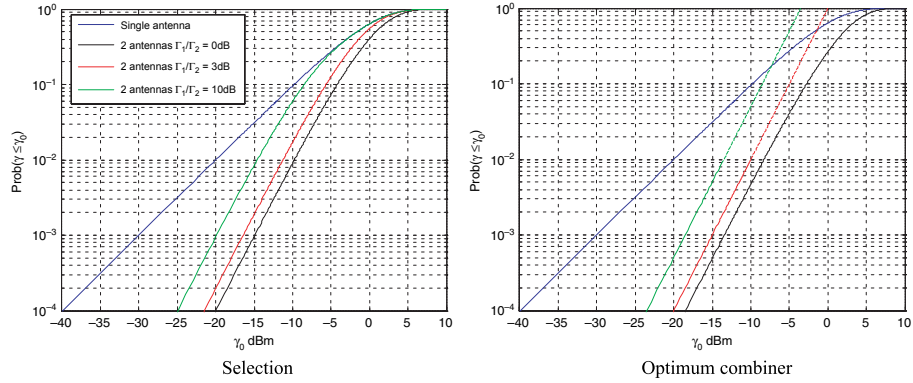 Single antenna
2 antennas Γ1/Γ2 = 0dB
2 antennas Γ1/Γ2 = 3dB
2 antennas Γ1/Γ2 = 10dB
Prob(γ ≤γ0)
10^0
10^−1
10^−2
10^−3
10^−4
−40 −35 −30 −25 −20 −15 −10 −5 0 5 10
γ0 dBm
Selection
Prob(γ ≤γ0)
10^0
10^−1
10^−2
10^−3
10^−4
−40 −35 −30 −25 −20 −15 −10 −5 0 5 10
γ0 dBm
Optimum combiner